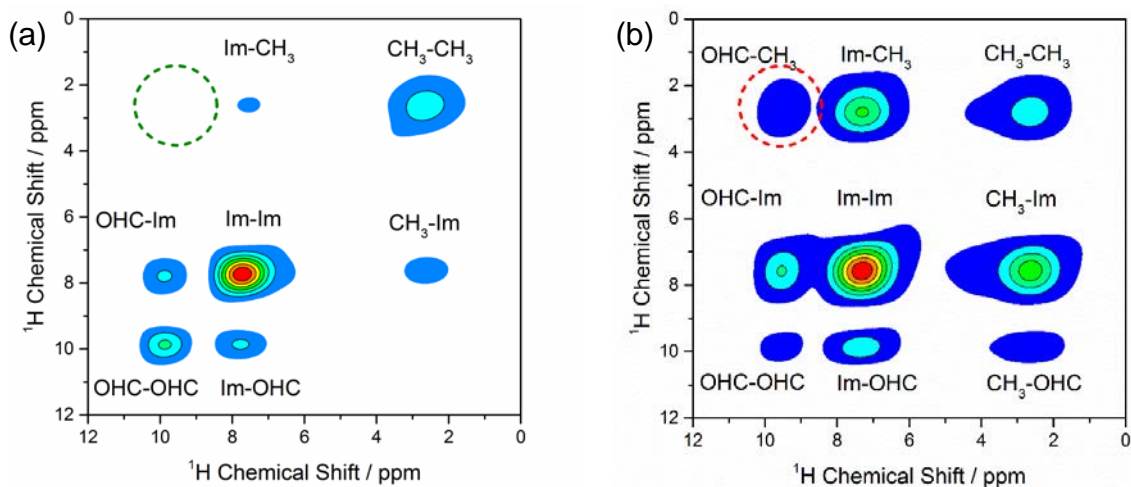 (a)
0
2
4
6
8
10
12
¹H Chemical Shift / ppm
Im-CH₃
CH₃-CH₃
OHC-Im
Im-Im
CH₃-Im
OHC-OHC
Im-OHC
12 10 8 6 4 2 0
¹H Chemical Shift / ppm
(b)
0
2
4
6
8
10
12
¹H Chemical Shift / ppm
OHC-CH₃
Im-CH₃
CH₃-CH₃
OHC-Im
Im-Im
CH₃-Im
OHC-OHC
Im-OHC
CH₃-OHC
12 10 8 6 4 2 0
¹H Chemical Shift / ppm